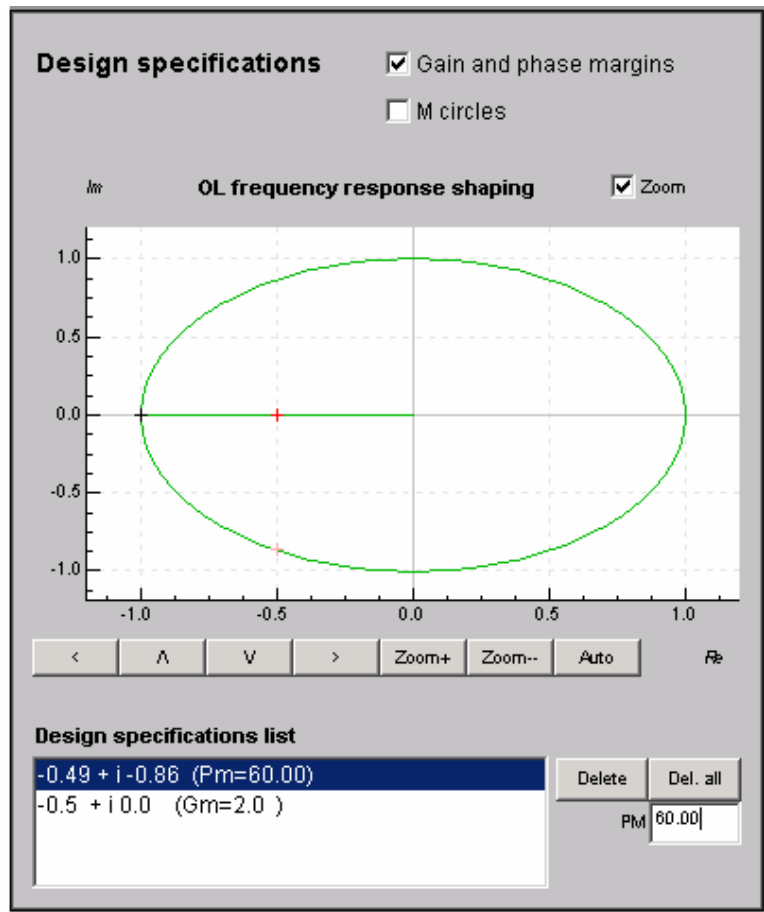 Design specifications Gain and phase margins
M circles
Im OL frequency response shaping Zoom
1.0
0.5
0.0
-0.5
-1.0
-1.0 -0.5 0.0 0.5 1.0
< Λ V > Zoom+ Zoom-- Auto Re
Design specifications list
-0.49 + i -0.86 (Pm=60.00) Delete Del. all
-0.5 + i 0.0 (Gm=2.0 ) PM 60.00